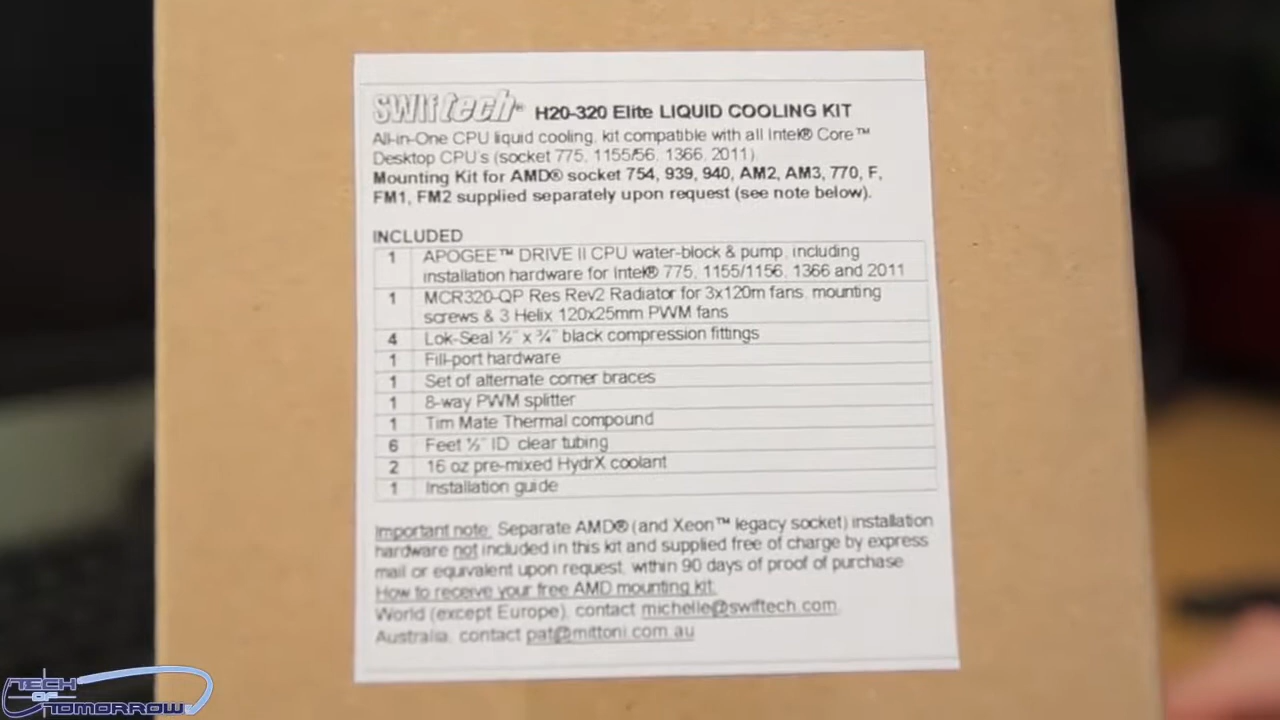 swiftech® H20-320 Elite LIQUID COOLING KIT
All-in-One CPU liquid cooling, kit compatible with all Intel® Core™
Desktop CPU's (socket 775, 1155/56, 1366, 2011).
Mounting Kit for AMD® socket 754, 939, 940, AM2, AM3, 770, F,
FM1, FM2 supplied separately upon request (see note below).
INCLUDED
1 APOGEE™ DRIVE II CPU water-block & pump, including
installation hardware for Intel® 775, 1155/1156, 1366 and 2011
1 MCR320-QP Res Rev2 Radiator for 3x120m fans, mounting
screws & 3 Helix 120x25mm PWM fans
4 Lok-Seal ½" x ¾" black compression fittings
1 Fill-port hardware
1 Set of alternate corner braces
1 8-way PWM splitter
1 Tim Mate Thermal compound
6 Feet ½" ID clear tubing
2 16 oz pre-mixed HydrX coolant
1 Installation guide
Important note: Separate AMD® (and Xeon™ legacy socket) installation
hardware not included in this kit and supplied free of charge by express
mail or equivalent upon request, within 90 days of proof of purchase
How to receive your free AMD mounting kit:
World (except Europe), contact michelle@swiftech.com,
Australia, contact pat@mittoni.com.au
TECH
OF
TOMORROW